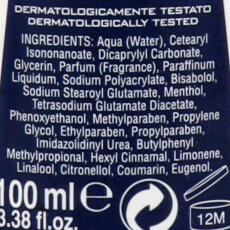 DERMATOLOGICAMENTE TESTATO
DERMATOLOGICALLY TESTED
INGREDIENTS: Aqua (Water), Cetearyl
Isononanoate, Dicaprylyl Carbonate,
Glycerin, Parfum (Fragrance), Paraffinum
Liquidum, Sodium Polyacrylate, Bisabolol,
Sodium Stearoyl Glutamate, Menthol,
Tetrasodium Glutamate Diacetate,
Phenoxyethanol, Methylparaben, Propylene
Glycol, Ethylparaben, Propylparaben,
Imidazolidinyl Urea, Butylphenyl
Methylpropional, Hexyl Cinnamal, Limonene,
Linalool, Citronellol, Coumarin, Eugenol.
100 ml e
3.38 fl.oz.
12M